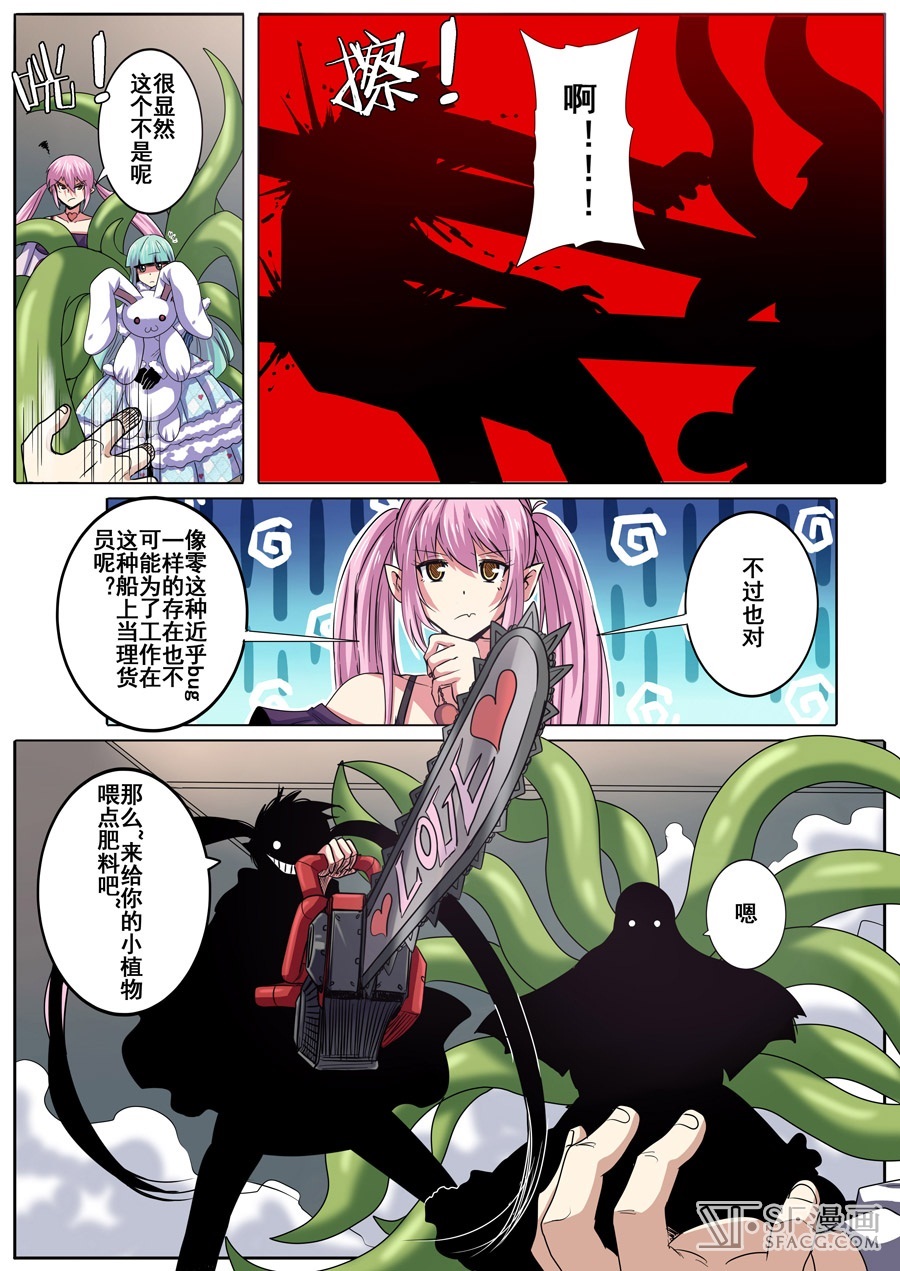 擦！
啊！！！
咣！
很显然
这个不是呢
不过也对
像零这种近乎bug
一样的存在也不
可能为了工作在
这种船上当理货
员呢？
LOITY
那么~来给你的小植物
喂点肥料吧~
嗯
SF漫画
SFACG.COM